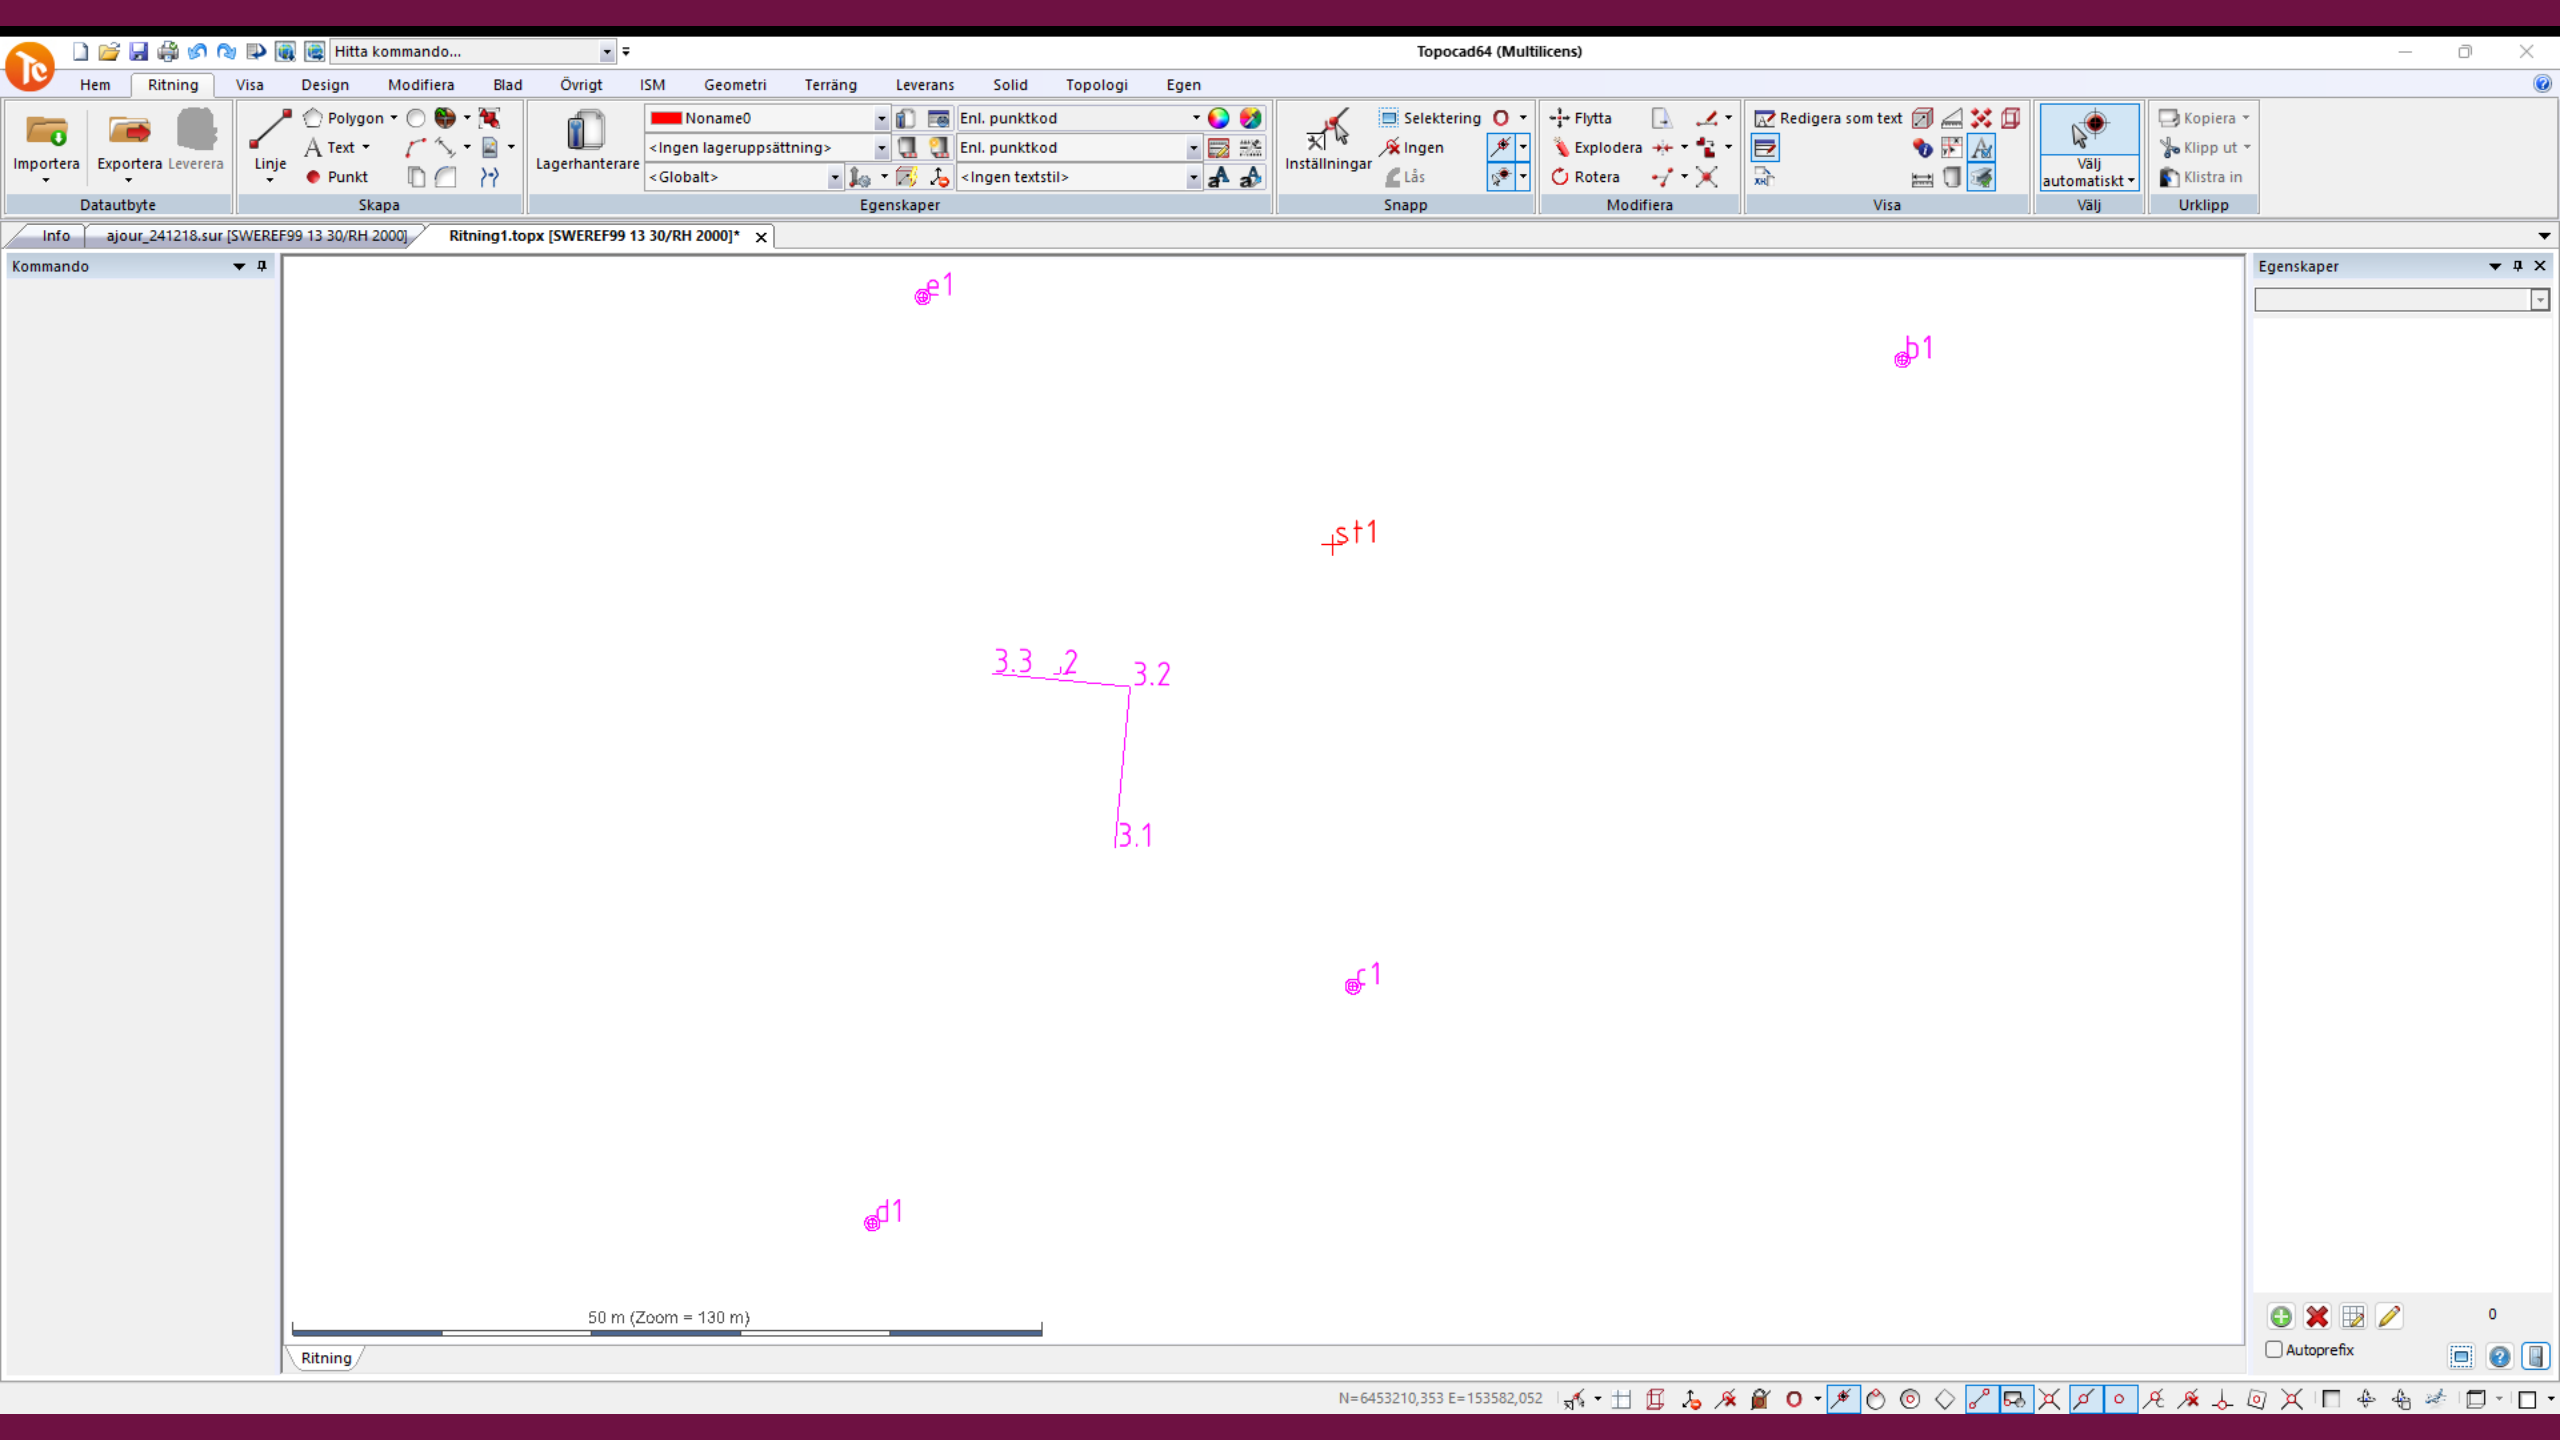 Hitta kommando...
Topocad64 (Multilicens)
Hem Ritning Visa Design Modifiera Blad Övrigt ISM Geometri Terräng Leverans Solid Topologi Egen
Importera
Exportera
Leverera
Datautbyte
Linje
Polygon
Text
Punkt
Skapa
Lagerhanterare
Noname0
<Ingen lageruppsättning>
<Globalt>
Enl. punktkod
Enl. punktkod
<Ingen textstil>
Egenskaper
Inställningar
Selektering
Ingen
Lås
Snapp
Flytta
Explodera
Rotera
Modifiera
Redigera som text
Visa
Välj
automatiskt
Välj
Kopiera
Klipp ut
Klistra in
Urklipp
Info
ajour_241218.sur [SWEREF99 13 30/RH 2000]
Ritning1.topx [SWEREF99 13 30/RH 2000]*
Kommando
Egenskaper
e1
b1
st1
3.3
2
3.2
3.1
c1
d1
50 m (Zoom = 130 m)
Ritning
0
Autoprefix
N=6453210,353 E=153582,052